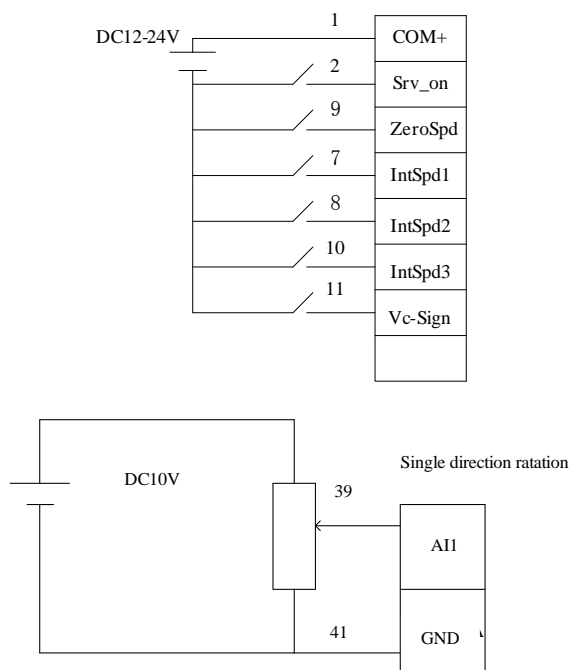 1
DC12-24V
COM+
2
Srv_on
9
ZeroSpd
7
IntSpd1
8
IntSpd2
10
IntSpd3
11
Vc-Sign
Single direction ratation
DC10V
39
AI1
41
GND